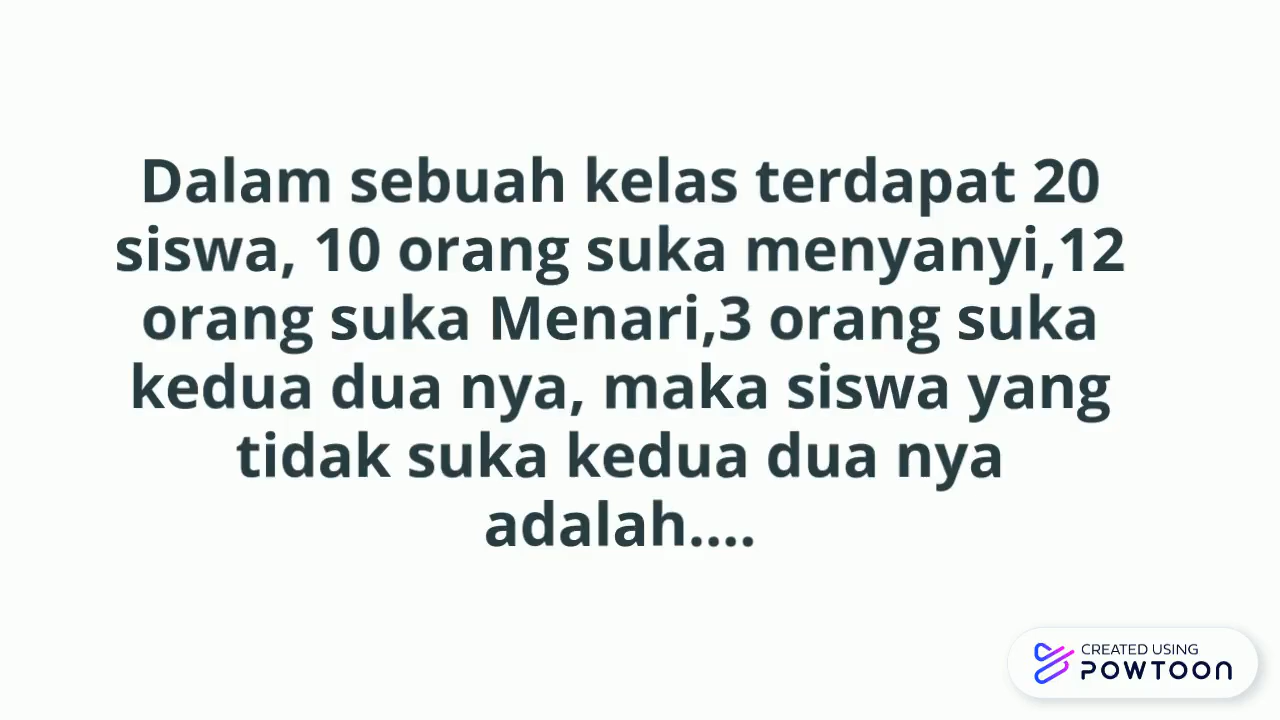 Dalam sebuah kelas terdapat 20
siswa, 10 orang suka menyanyi,12
orang suka Menari,3 orang suka
kedua dua nya, maka siswa yang
tidak suka kedua dua nya
adalah....
CREATED USING
POWTOON